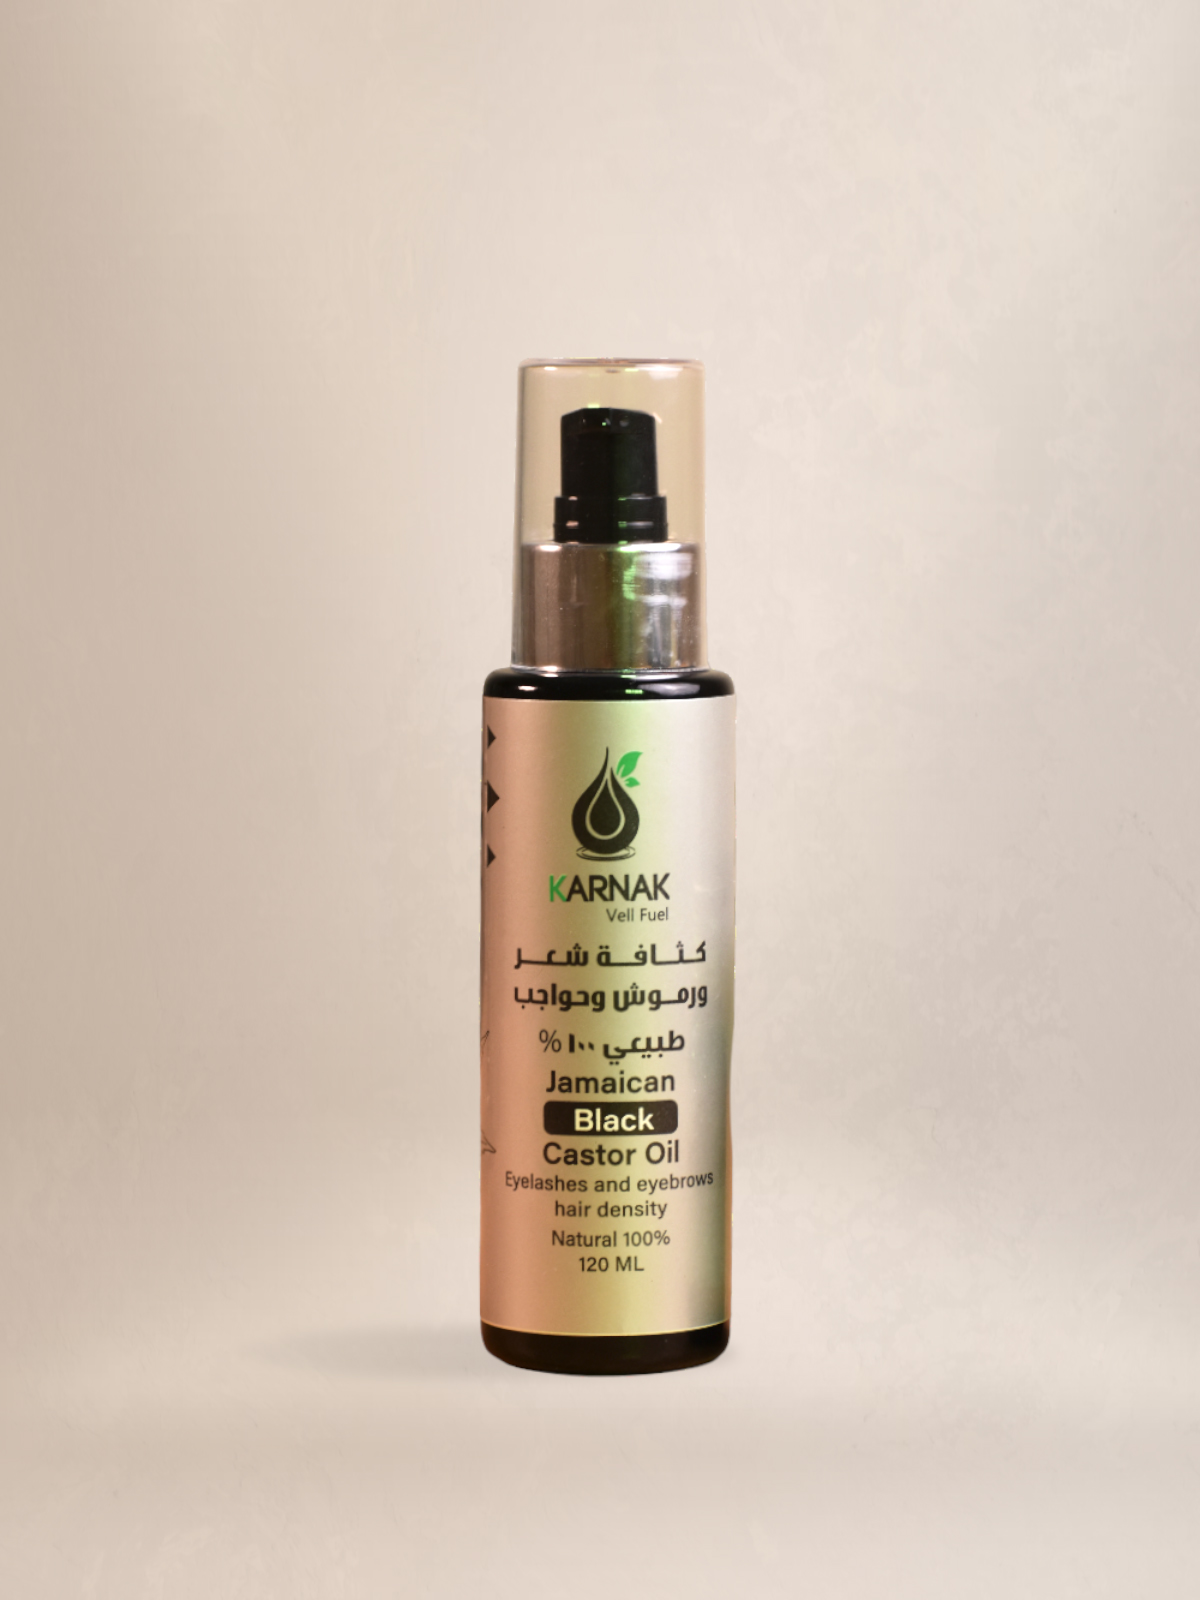 KARNAK
Vell Fuel
كثافة شعر
ورموش وحواجب
طبيعي ١٠٠ %
Jamaican
Black
Castor Oil
Eyelashes and eyebrows
hair density
Natural 100%
120 ML